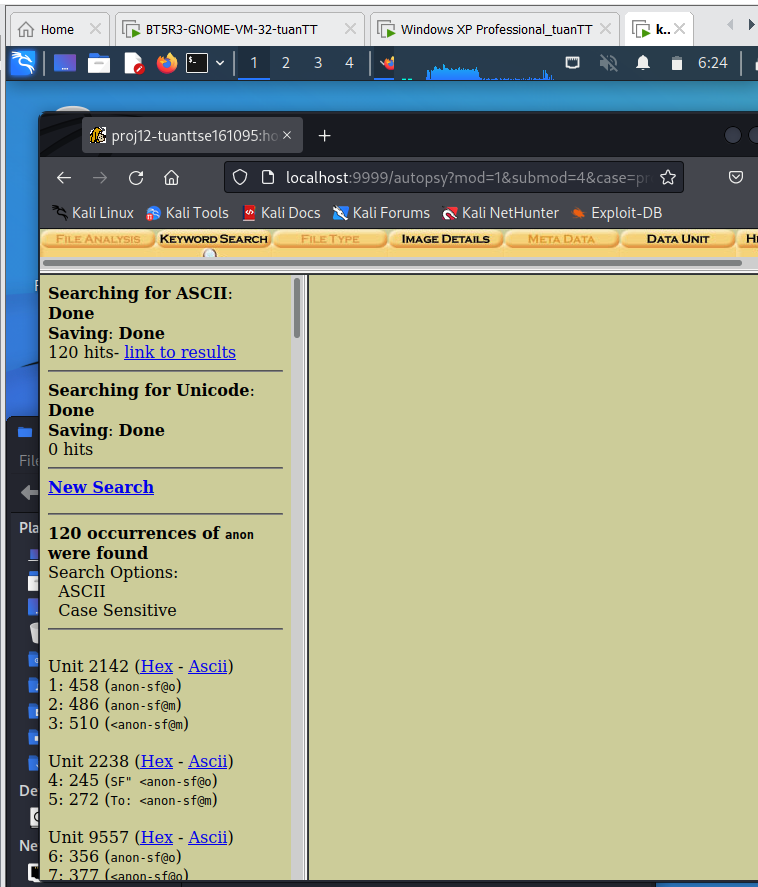 Home
BT5R3-GNOME-VM-32-tuanTT
Windows XP Professional_tuanTT
k..
1 2 3 4
6:24
proj12-tuanttse161095:ho
localhost:9999/autopsy?mod=1&submod=4&case=pr
Kali Linux Kali Tools Kali Docs Kali Forums Kali NetHunter Exploit-DB
FILE ANALYSIS KEYWORD SEARCH FILE TYPE IMAGE DETAILS META DATA DATA UNIT
Searching for ASCII:
Done
Saving: Done
120 hits- link to results
Searching for Unicode:
Done
Saving: Done
0 hits
New Search
120 occurrences of anon
were found
Search Options:
ASCII
Case Sensitive
Unit 2142 (Hex - Ascii)
1: 458 (anon-sf@o)
2: 486 (anon-sf@m)
3: 510 (<anon-sf@m)
Unit 2238 (Hex - Ascii)
4: 245 (SF" <anon-sf@o)
5: 272 (To: <anon-sf@m)
Unit 9557 (Hex - Ascii)
6: 356 (anon-sf@o)
7: 377 (<anon-sf@o)
File
Pla
De
Ne